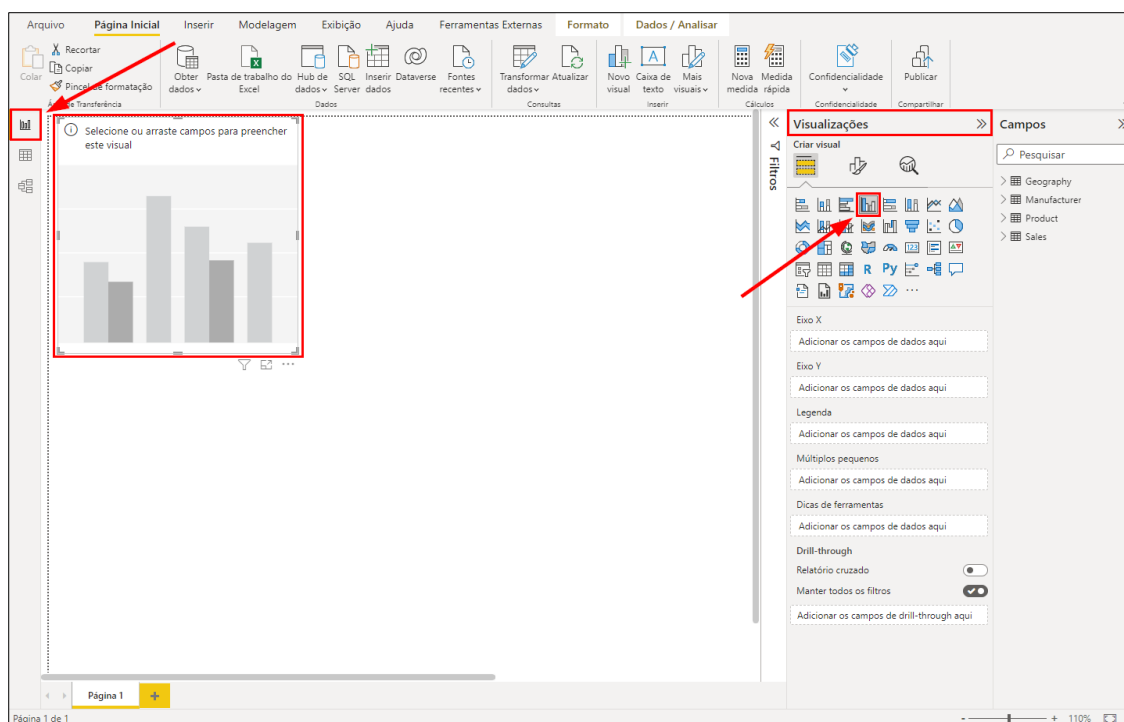 Arquivo Página Inicial Inserir Modelagem Exibição Ajuda Ferramentas Externas Formato Dados / Analisar
Colar
Recortar
Copiar
Pincel de formatação
Obter dados
Pasta de trabalho do Excel
Hub de dados
SQL Server
Inserir dados
Dataverse
Fontes recentes
Transformar dados
Atualizar
Novo visual
Caixa de texto
Mais visuais
Nova medida
Medida rápida
Confidencialidade
Publicar
de Transferência
Dados
Consultas
Inserir
Cálculos
Confidencialidade
Compartilhar
Selecione ou arraste campos para preencher
este visual
Filtros
Visualizações
Criar visual
R Py
123
Eixo X
Adicionar os campos de dados aqui
Eixo Y
Adicionar os campos de dados aqui
Legenda
Adicionar os campos de dados aqui
Múltiplos pequenos
Adicionar os campos de dados aqui
Dicas de ferramentas
Adicionar os campos de dados aqui
Drill-through
Relatório cruzado
Manter todos os filtros
Adicionar os campos de drill-through aqui
Campos
Pesquisar
Geography
Manufacturer
Product
Sales
Página 1
Página 1 de 1
- + 110%